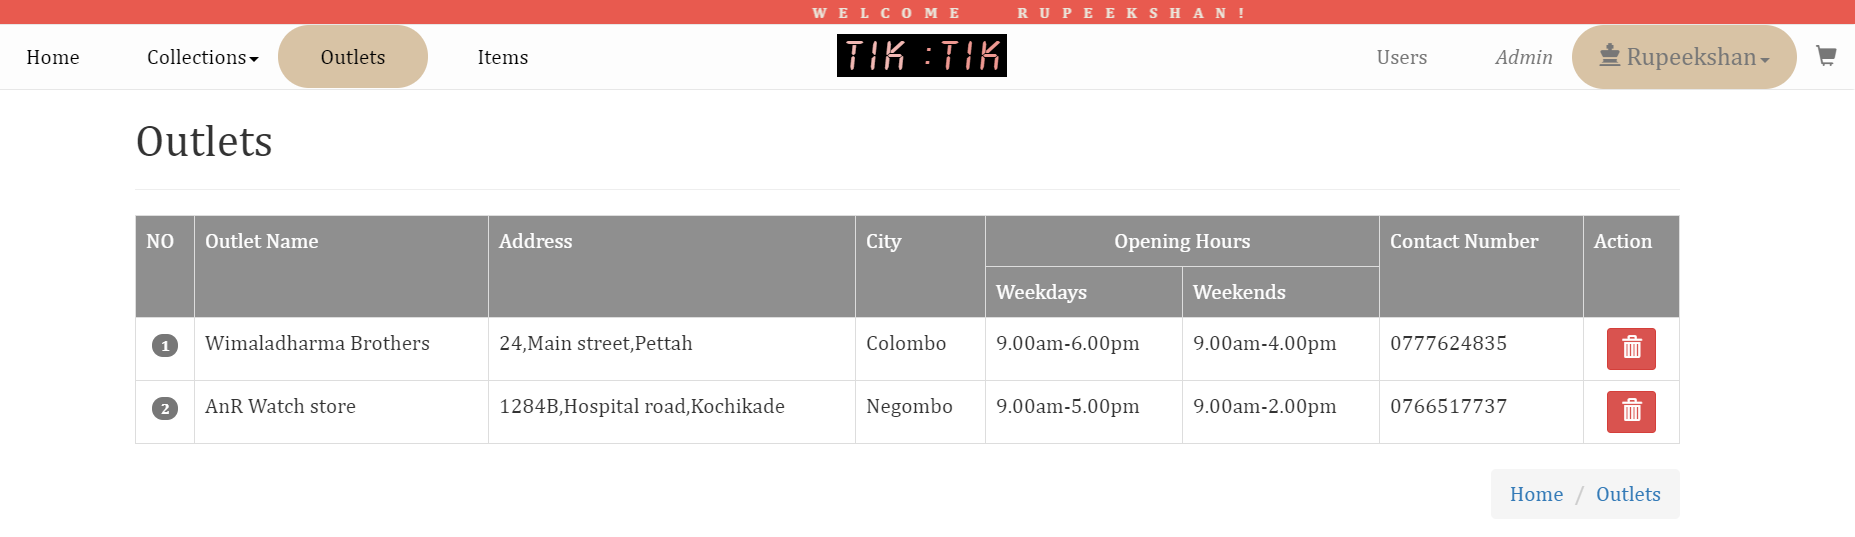 WELCOME RUPEEKSHAN!
Home Collections Outlets Items TIK:TIK Users Admin Rupeekshan
Outlets
NO Outlet Name Address City Opening Hours Contact Number Action
Weekdays Weekends
1 Wimaladharma Brothers 24,Main street,Pettah Colombo 9.00am-6.00pm 9.00am-4.00pm 0777624835
2 AnR Watch store 1284B,Hospital road,Kochikade Negombo 9.00am-5.00pm 9.00am-2.00pm 0766517737
Home / Outlets